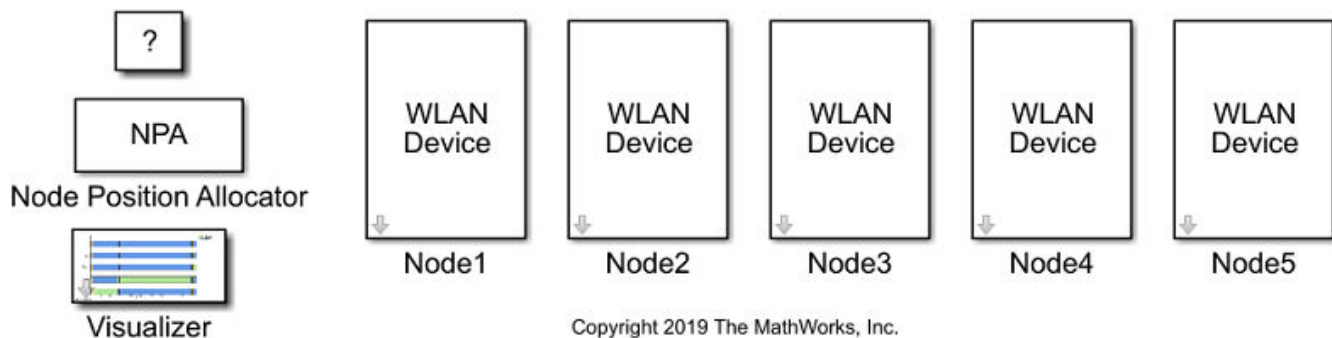 ?
NPA
Node Position Allocator
Visualizer
WLAN
Device
Node1
WLAN
Device
Node2
WLAN
Device
Node3
WLAN
Device
Node4
WLAN
Device
Node5
Copyright 2019 The MathWorks, Inc.